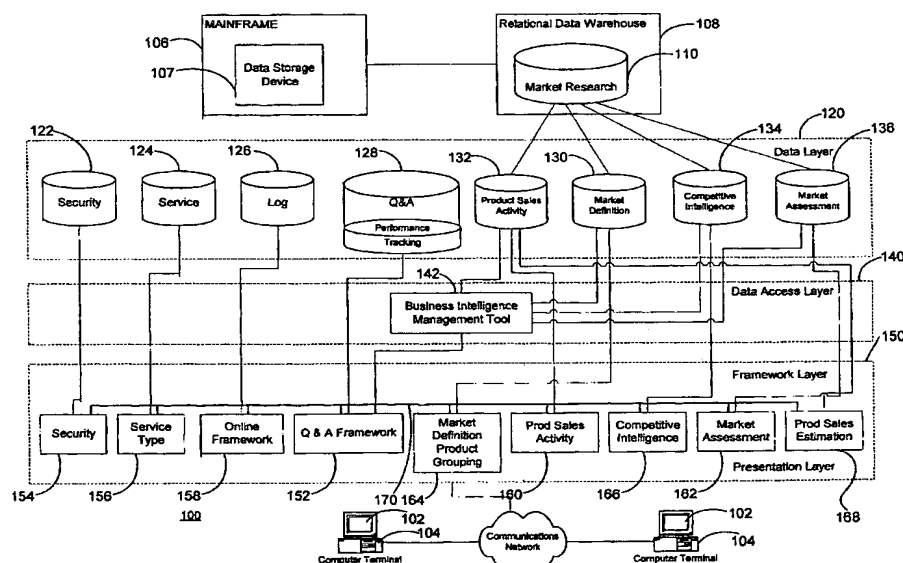 MAINFRAME
Relational Data Warehouse
106
108
107
Data Storage
Device
110
Market Research
122
124
126
128
132
130
134
120
136
Data Layer
Security
Service
Log
Q&A
Performance
Tracking
Product Sales
Activity
Market
Definition
Competitive
Intelligence
Market
Assessment
142
140
Data Access Layer
Business Intelligence
Management Tool
150
Framework Layer
Security
Service
Type
Online
Framework
Q & A Framework
Market
Definition
Product
Grouping
Prod Sales
Activity
Competitive
Intelligence
Market
Assessment
Prod Sales
Estimation
Presentation Layer
154
156
158
152
170
164
160
166
162
168
100
102
104
Computer Terminal
Communications
Network
102
104
Computer Terminal